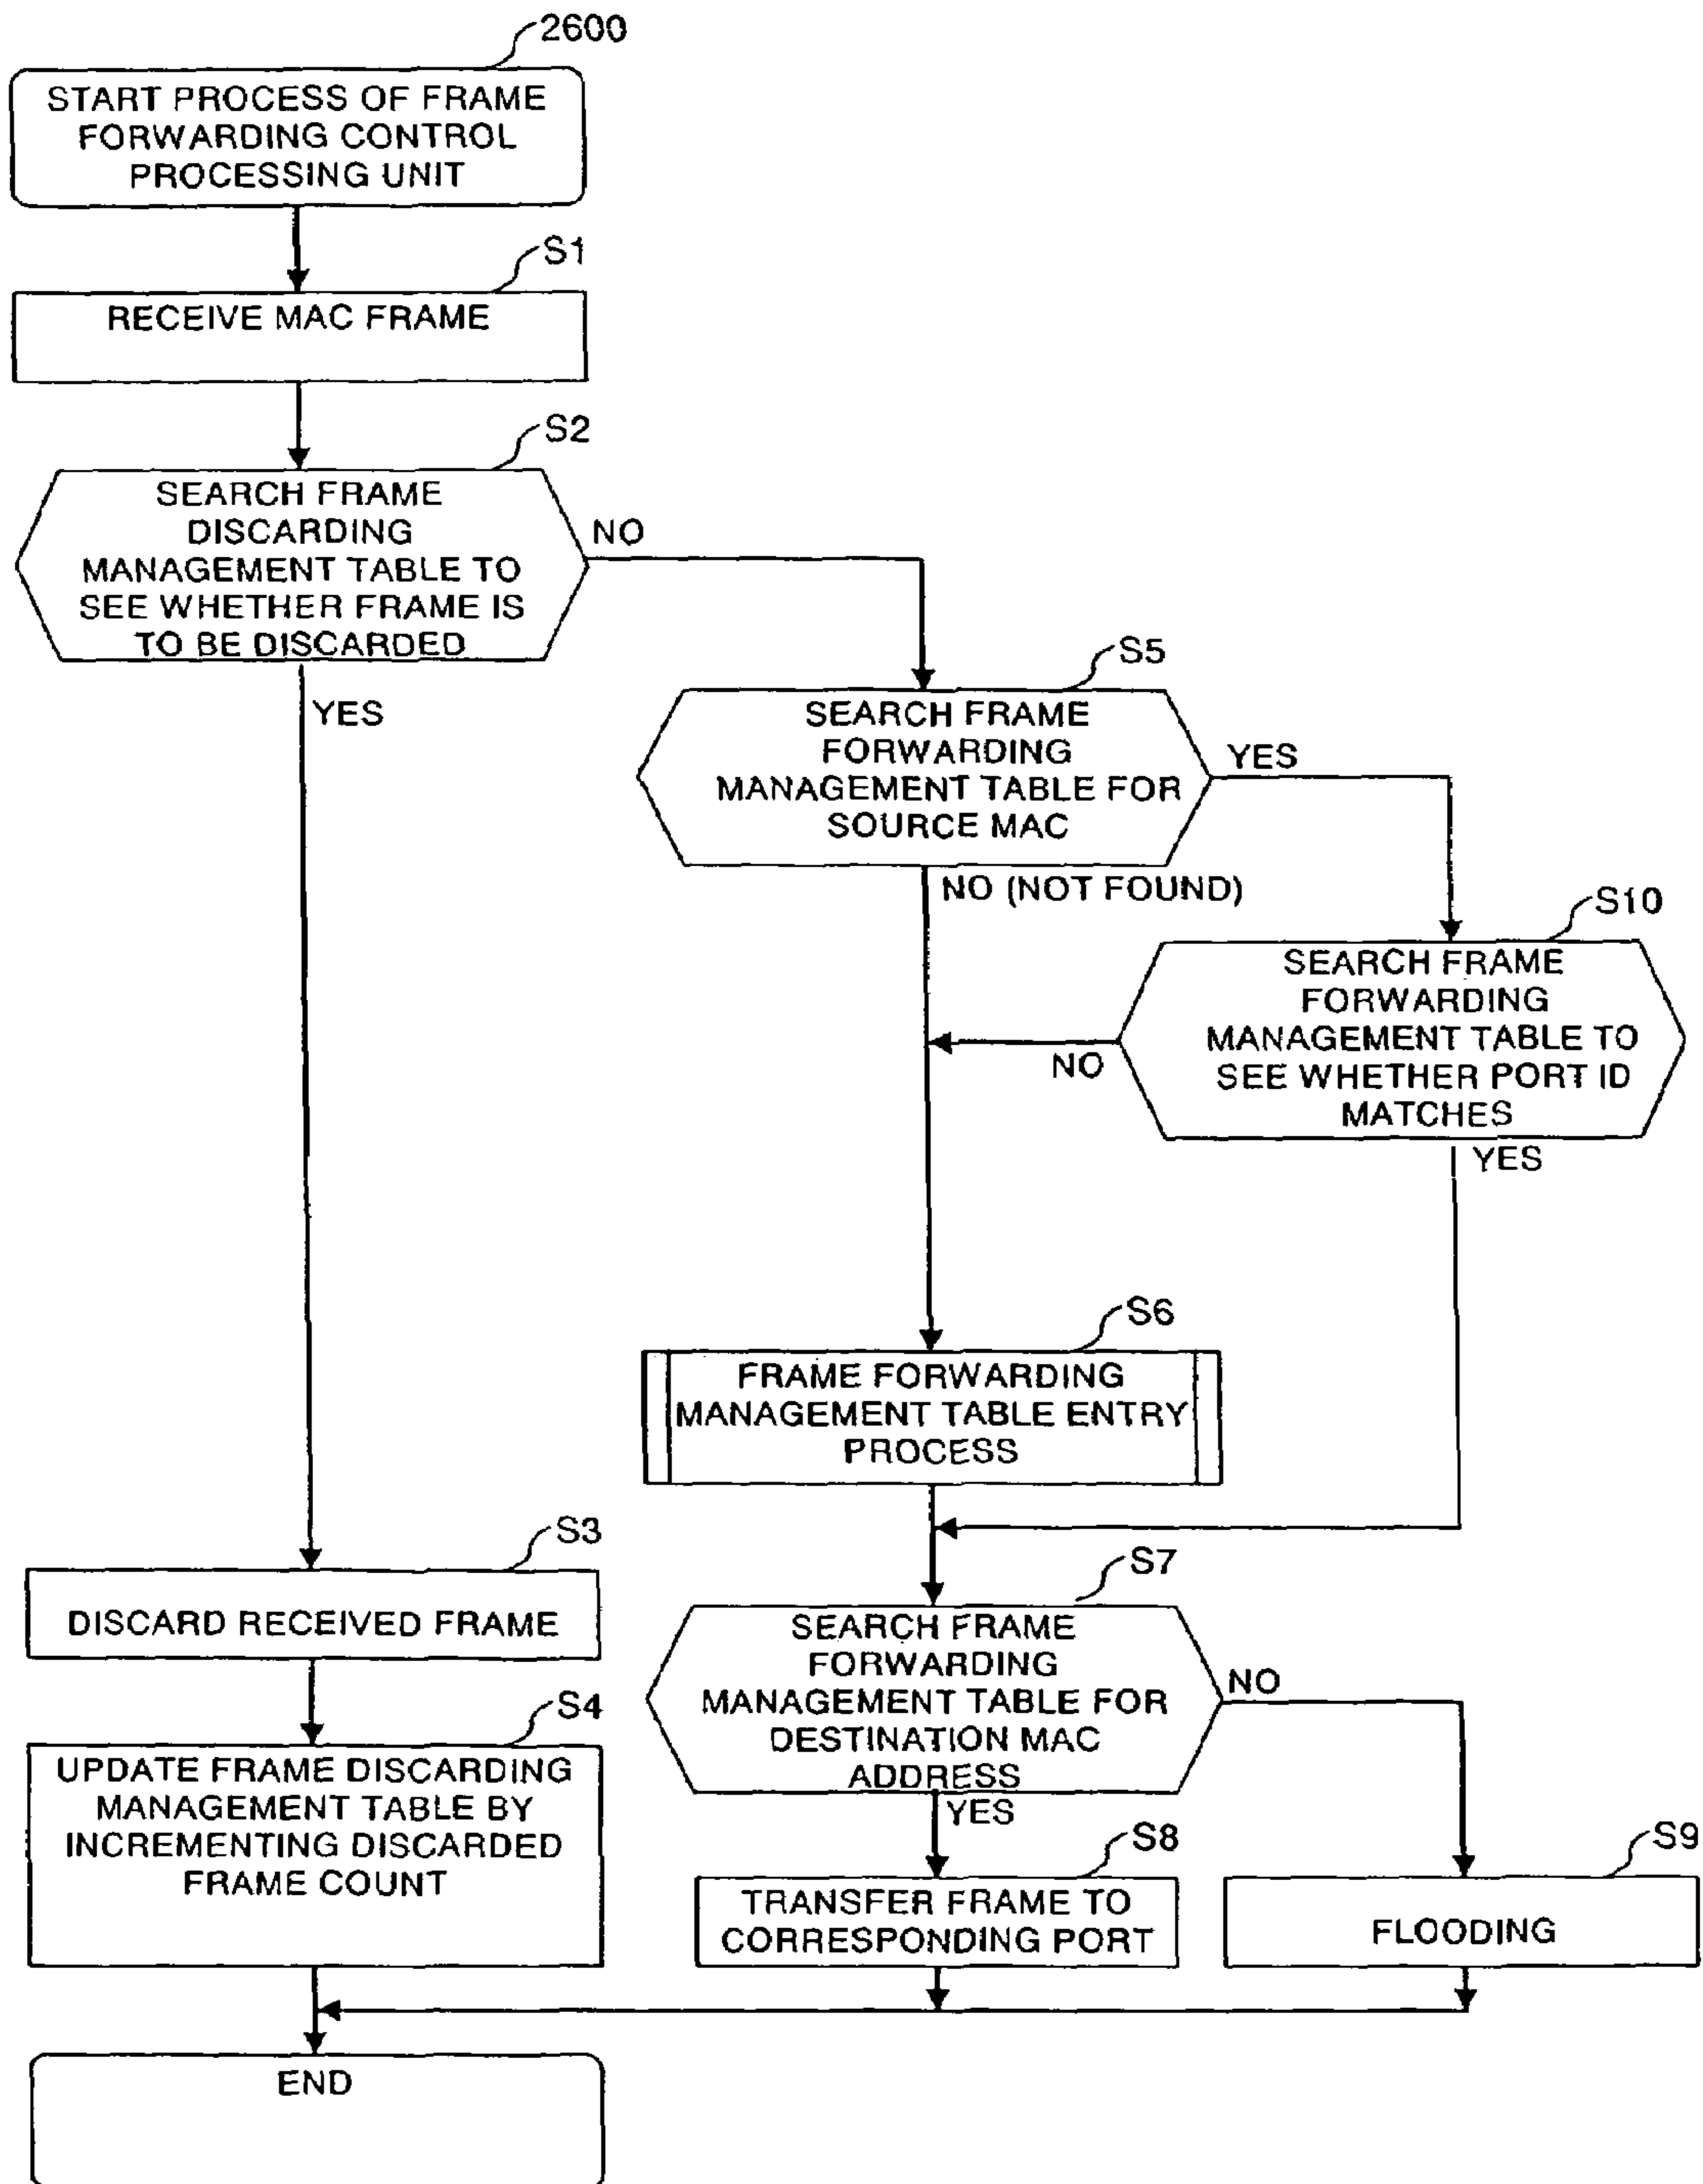 2600
START PROCESS OF FRAME
FORWARDING CONTROL
PROCESSING UNIT
S1
RECEIVE MAC FRAME
S2
SEARCH FRAME
DISCARDING
MANAGEMENT TABLE TO
SEE WHETHER FRAME IS
TO BE DISCARDED
NO
YES
S5
SEARCH FRAME
FORWARDING
MANAGEMENT TABLE FOR
SOURCE MAC
YES
NO (NOT FOUND)
S10
SEARCH FRAME
FORWARDING
MANAGEMENT TABLE TO
SEE WHETHER PORT ID
MATCHES
NO
YES
S6
FRAME FORWARDING
MANAGEMENT TABLE ENTRY
PROCESS
S3
DISCARD RECEIVED FRAME
S4
UPDATE FRAME DISCARDING
MANAGEMENT TABLE BY
INCREMENTING DISCARDED
FRAME COUNT
S7
SEARCH FRAME
FORWARDING
MANAGEMENT TABLE FOR
DESTINATION MAC
ADDRESS
NO
YES
S8
TRANSFER FRAME TO
CORRESPONDING PORT
S9
FLOODING
END